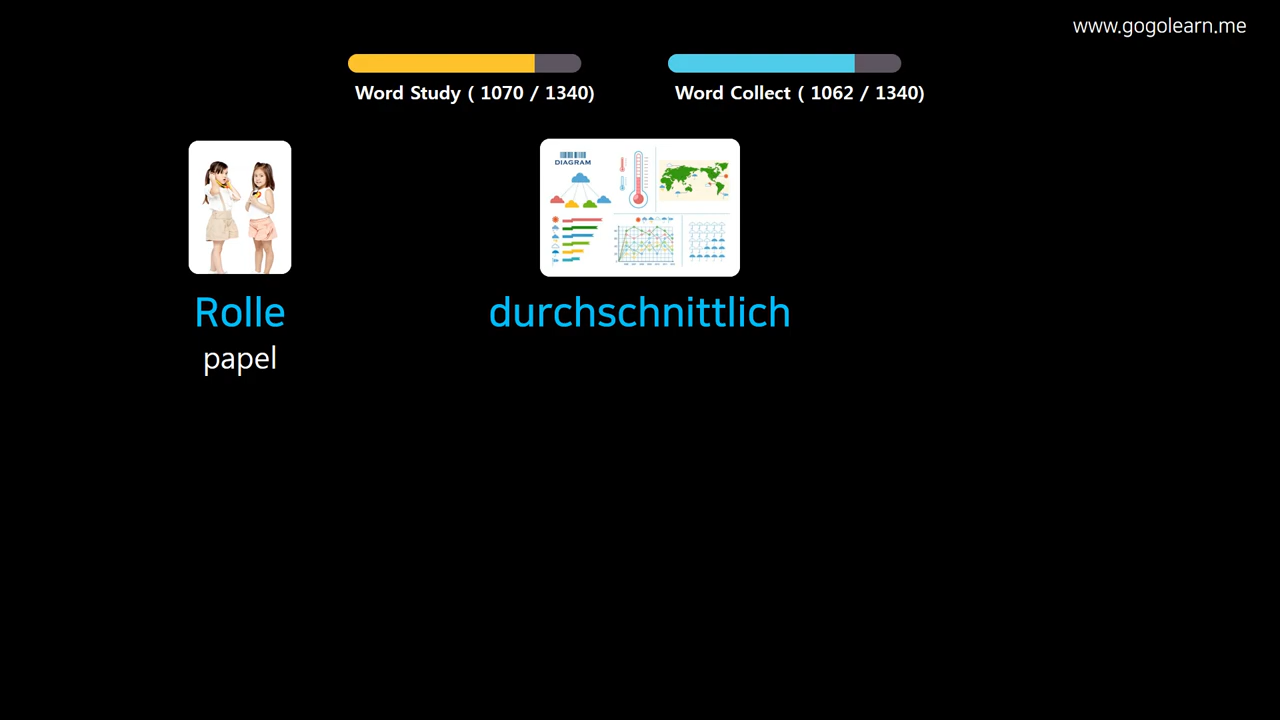 www.gogolearn.me
Word Study ( 1070 / 1340)
Word Collect ( 1062 / 1340)
DIAGRAM
Rolle
durchschnittlich
papel